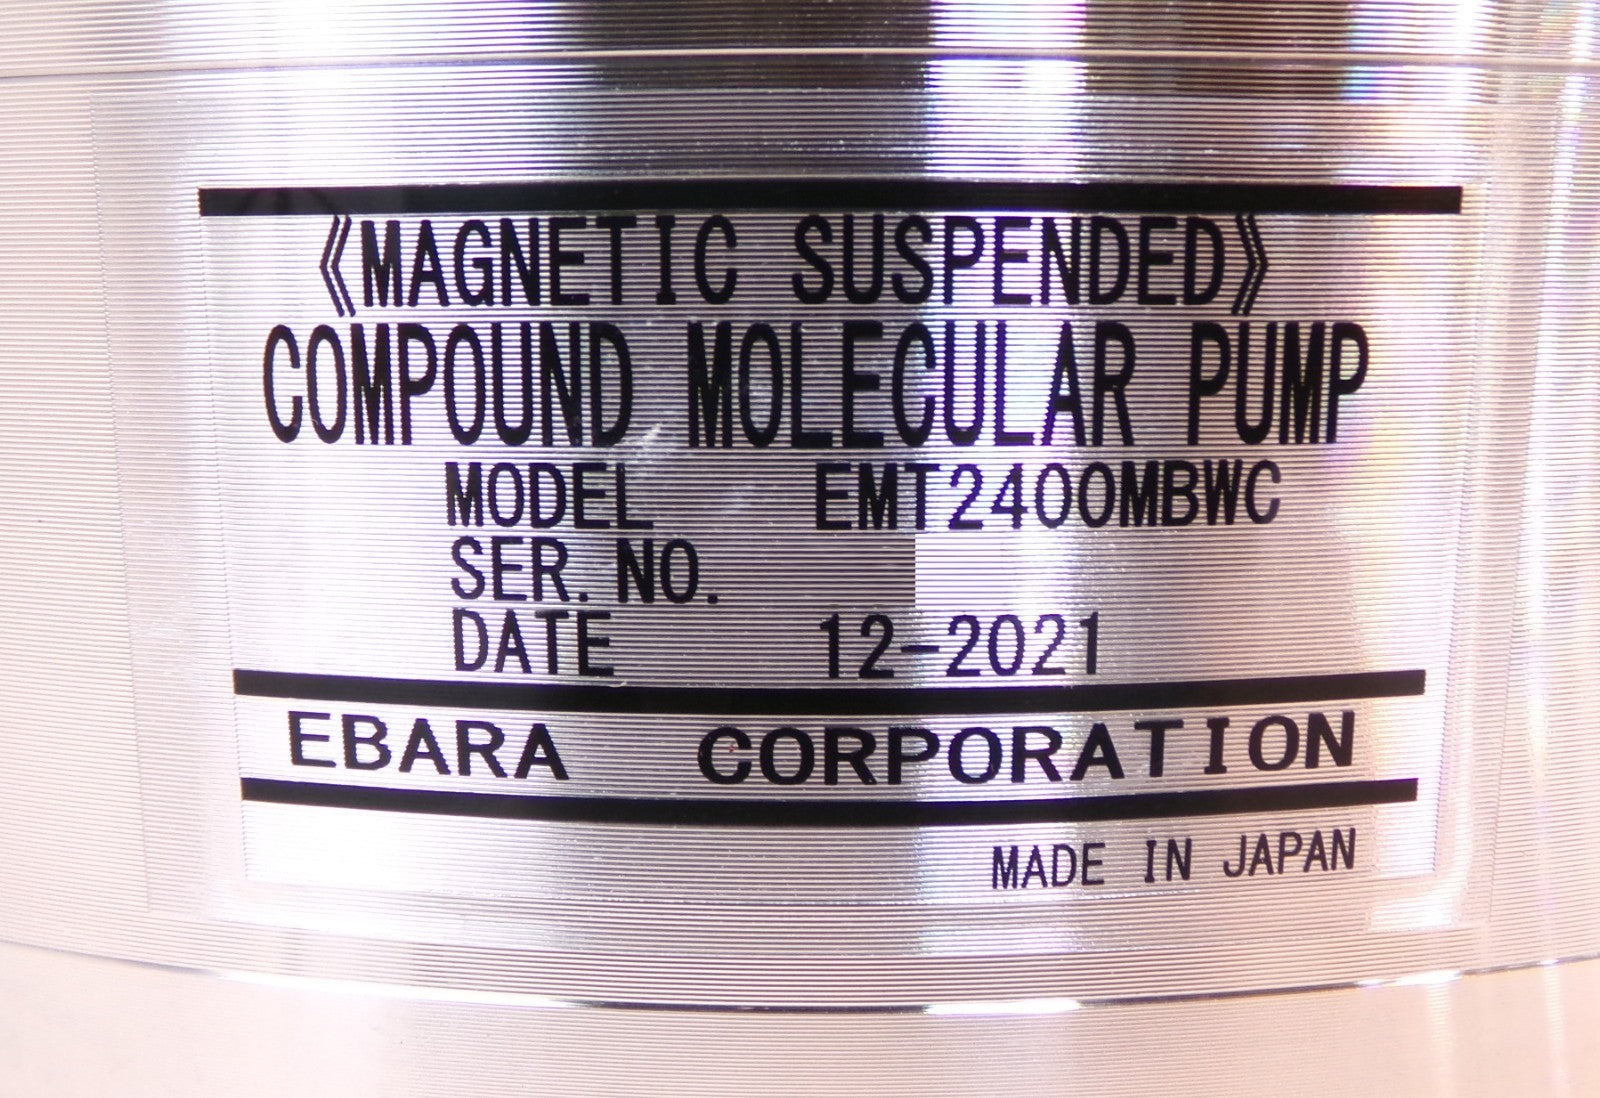 《MAGNETIC SUSPENDED》
COMPOUND MOLECULAR PUMP
MODEL EMT2400MBWC
SER. NO.
DATE 12-2021
EBARA CORPORATION
MADE IN JAPAN